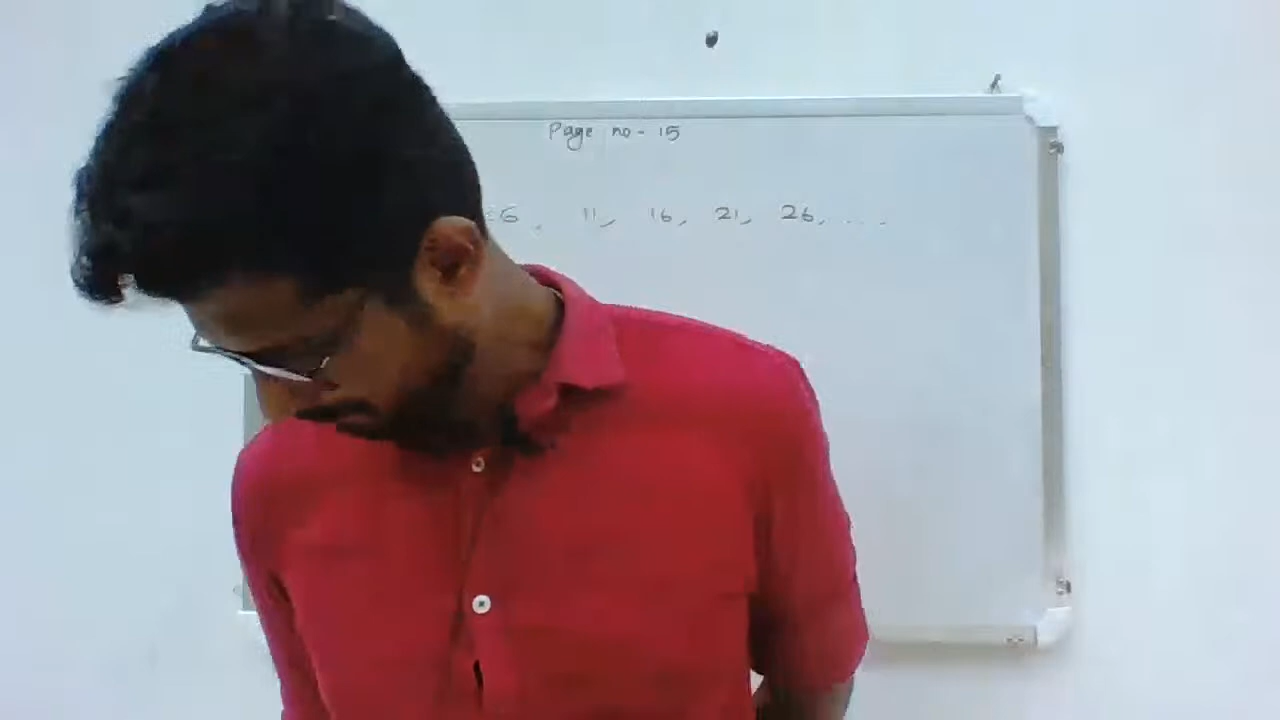 Page no - 15
6, 11, 16, 21, 26, ....